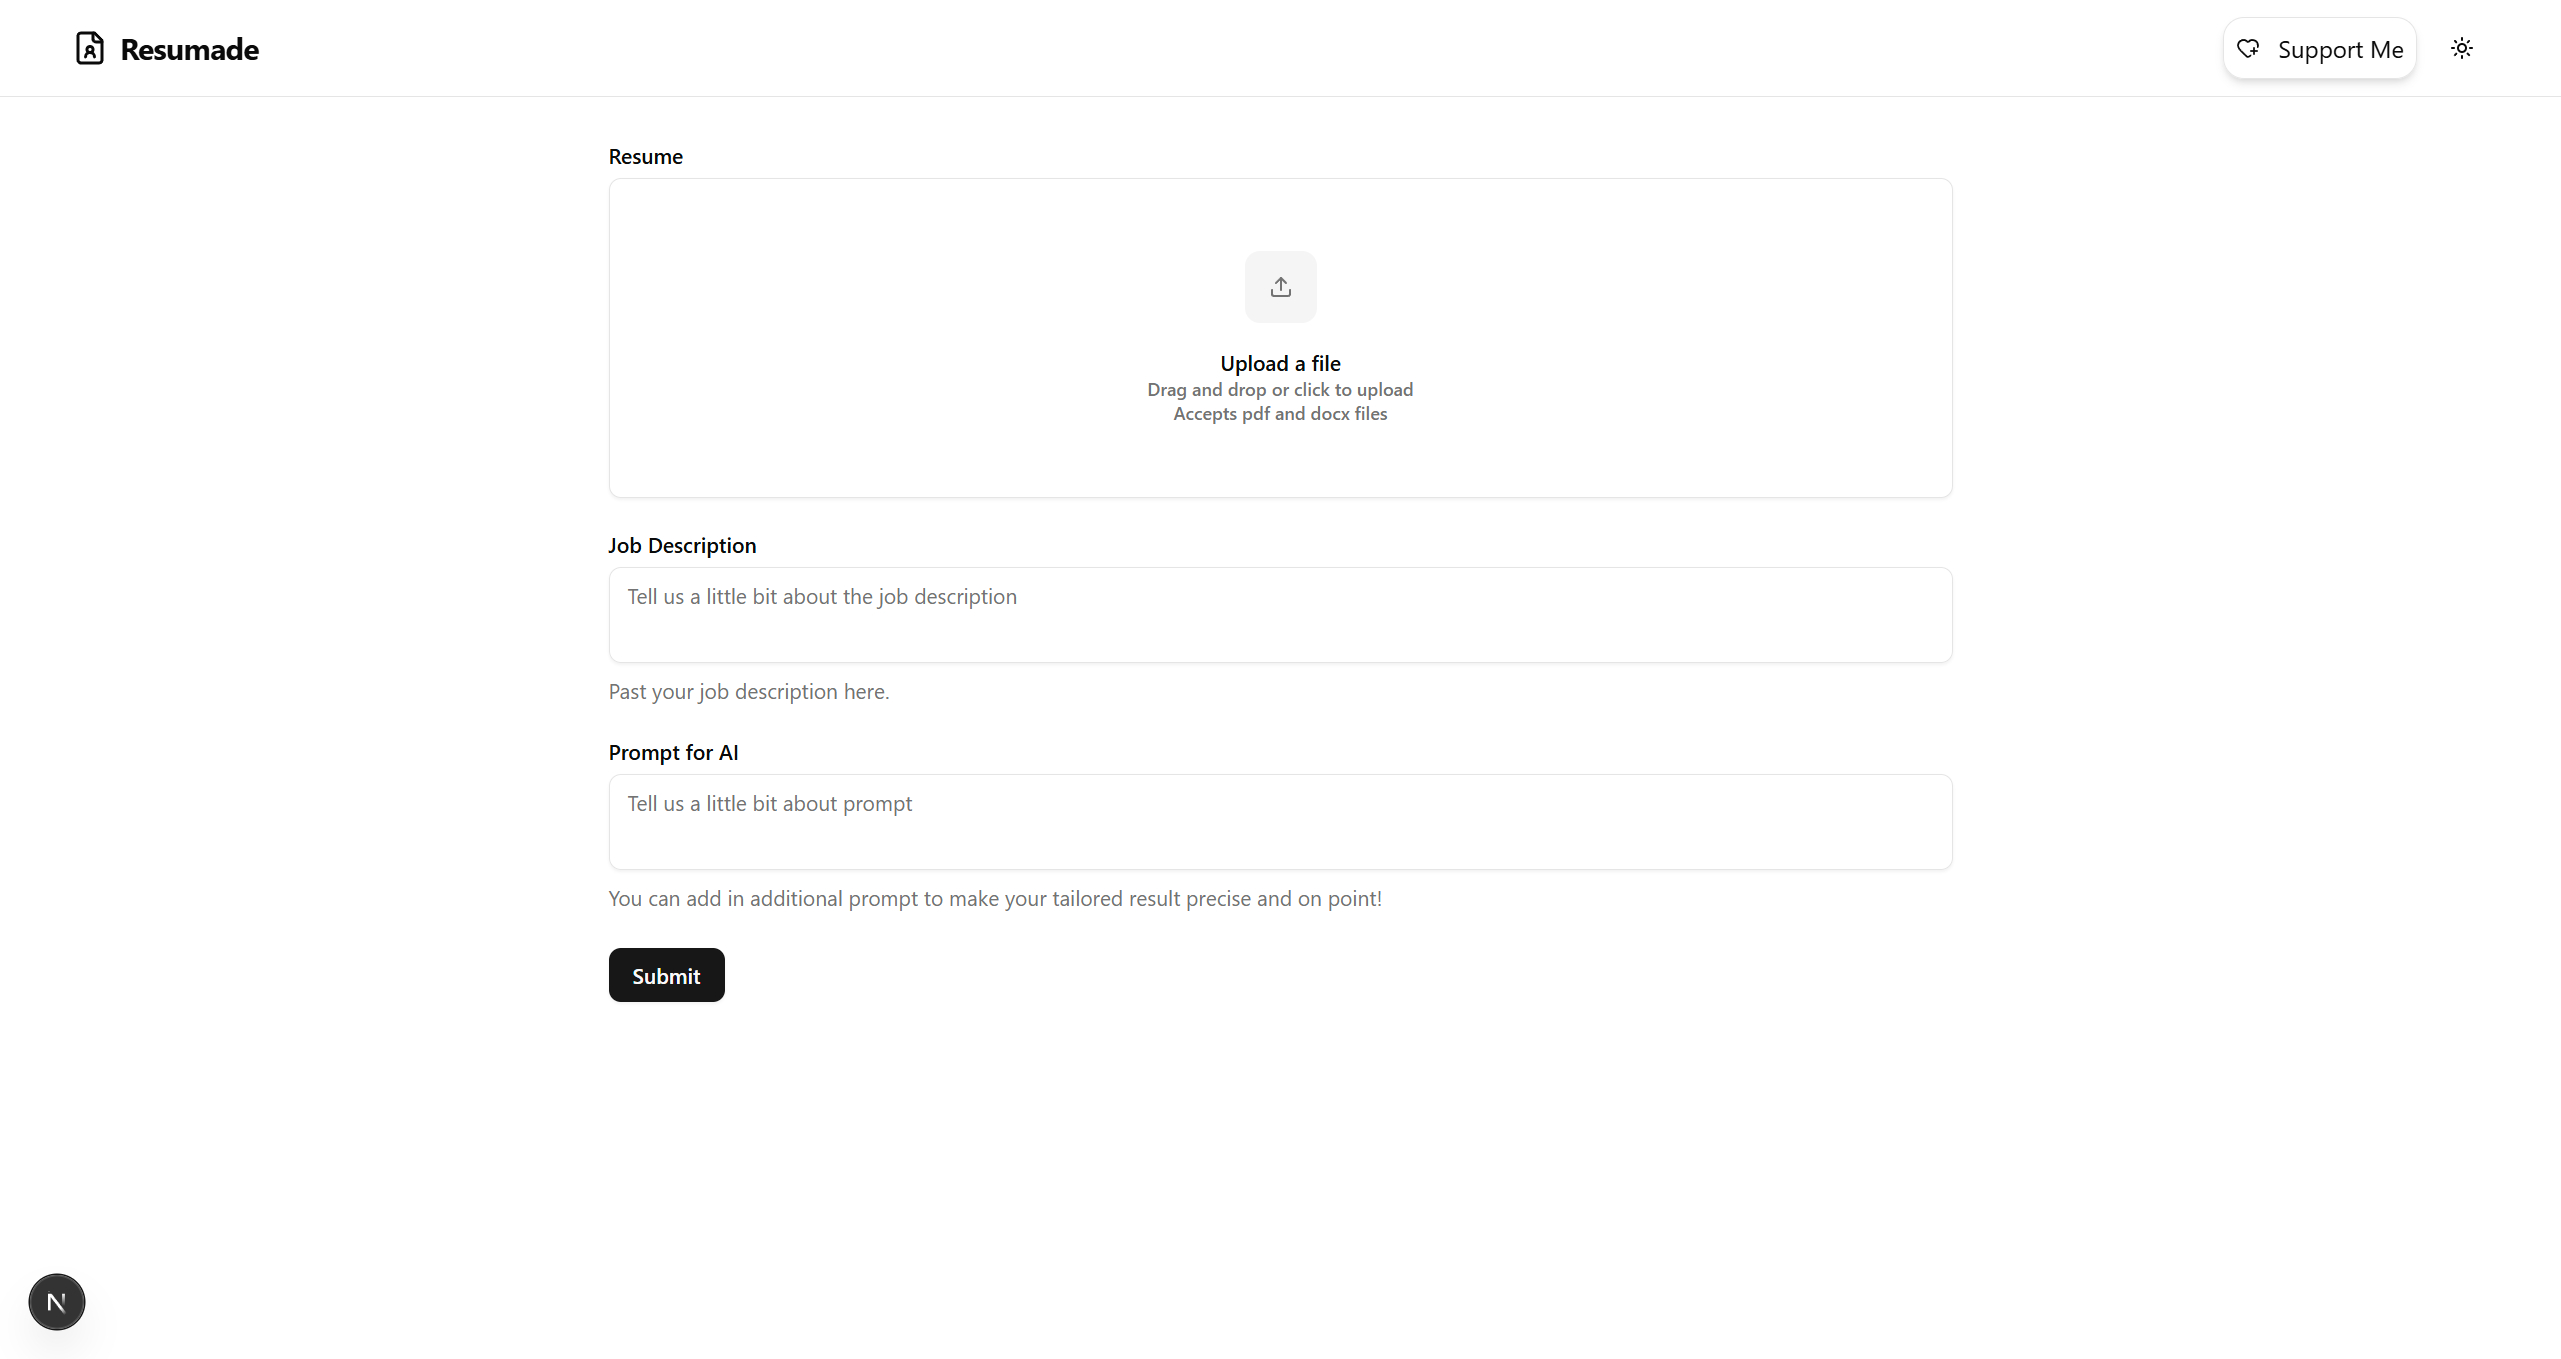 Resumade
Support Me
Resume
Upload a file
Drag and drop or click to upload
Accepts pdf and docx files
Job Description
Tell us a little bit about the job description
Past your job description here.
Prompt for AI
Tell us a little bit about prompt
You can add in additional prompt to make your tailored result precise and on point!
Submit
N